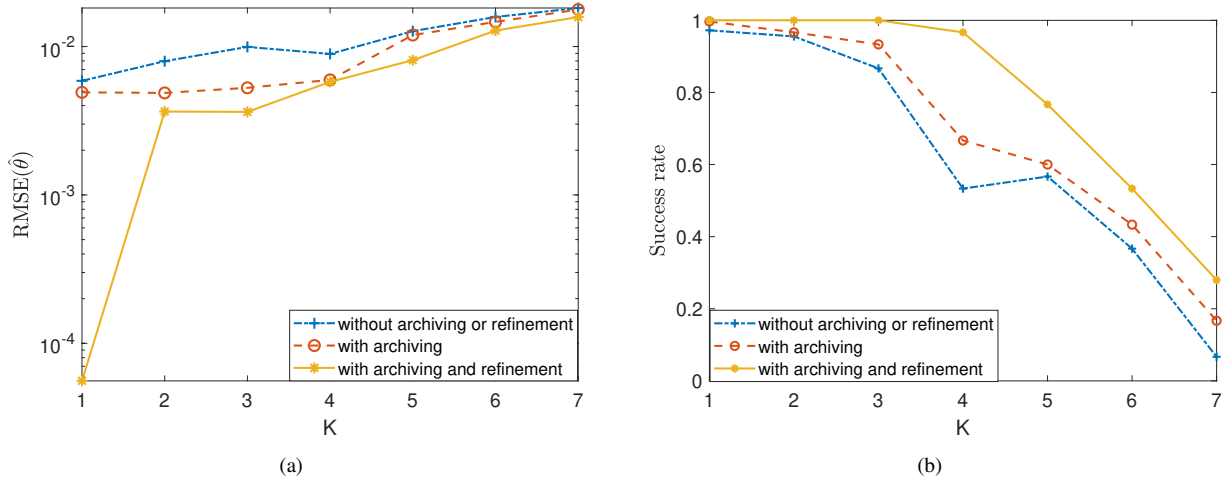 10^-2
10^-3
10^-4
RMSE(θ̂)
1 2 3 4 5 6 7
K
without archiving or refinement
with archiving
with archiving and refinement
(a)
1
0.8
0.6
0.4
0.2
0
Success rate
1 2 3 4 5 6 7
K
without archiving or refinement
with archiving
with archiving and refinement
(b)